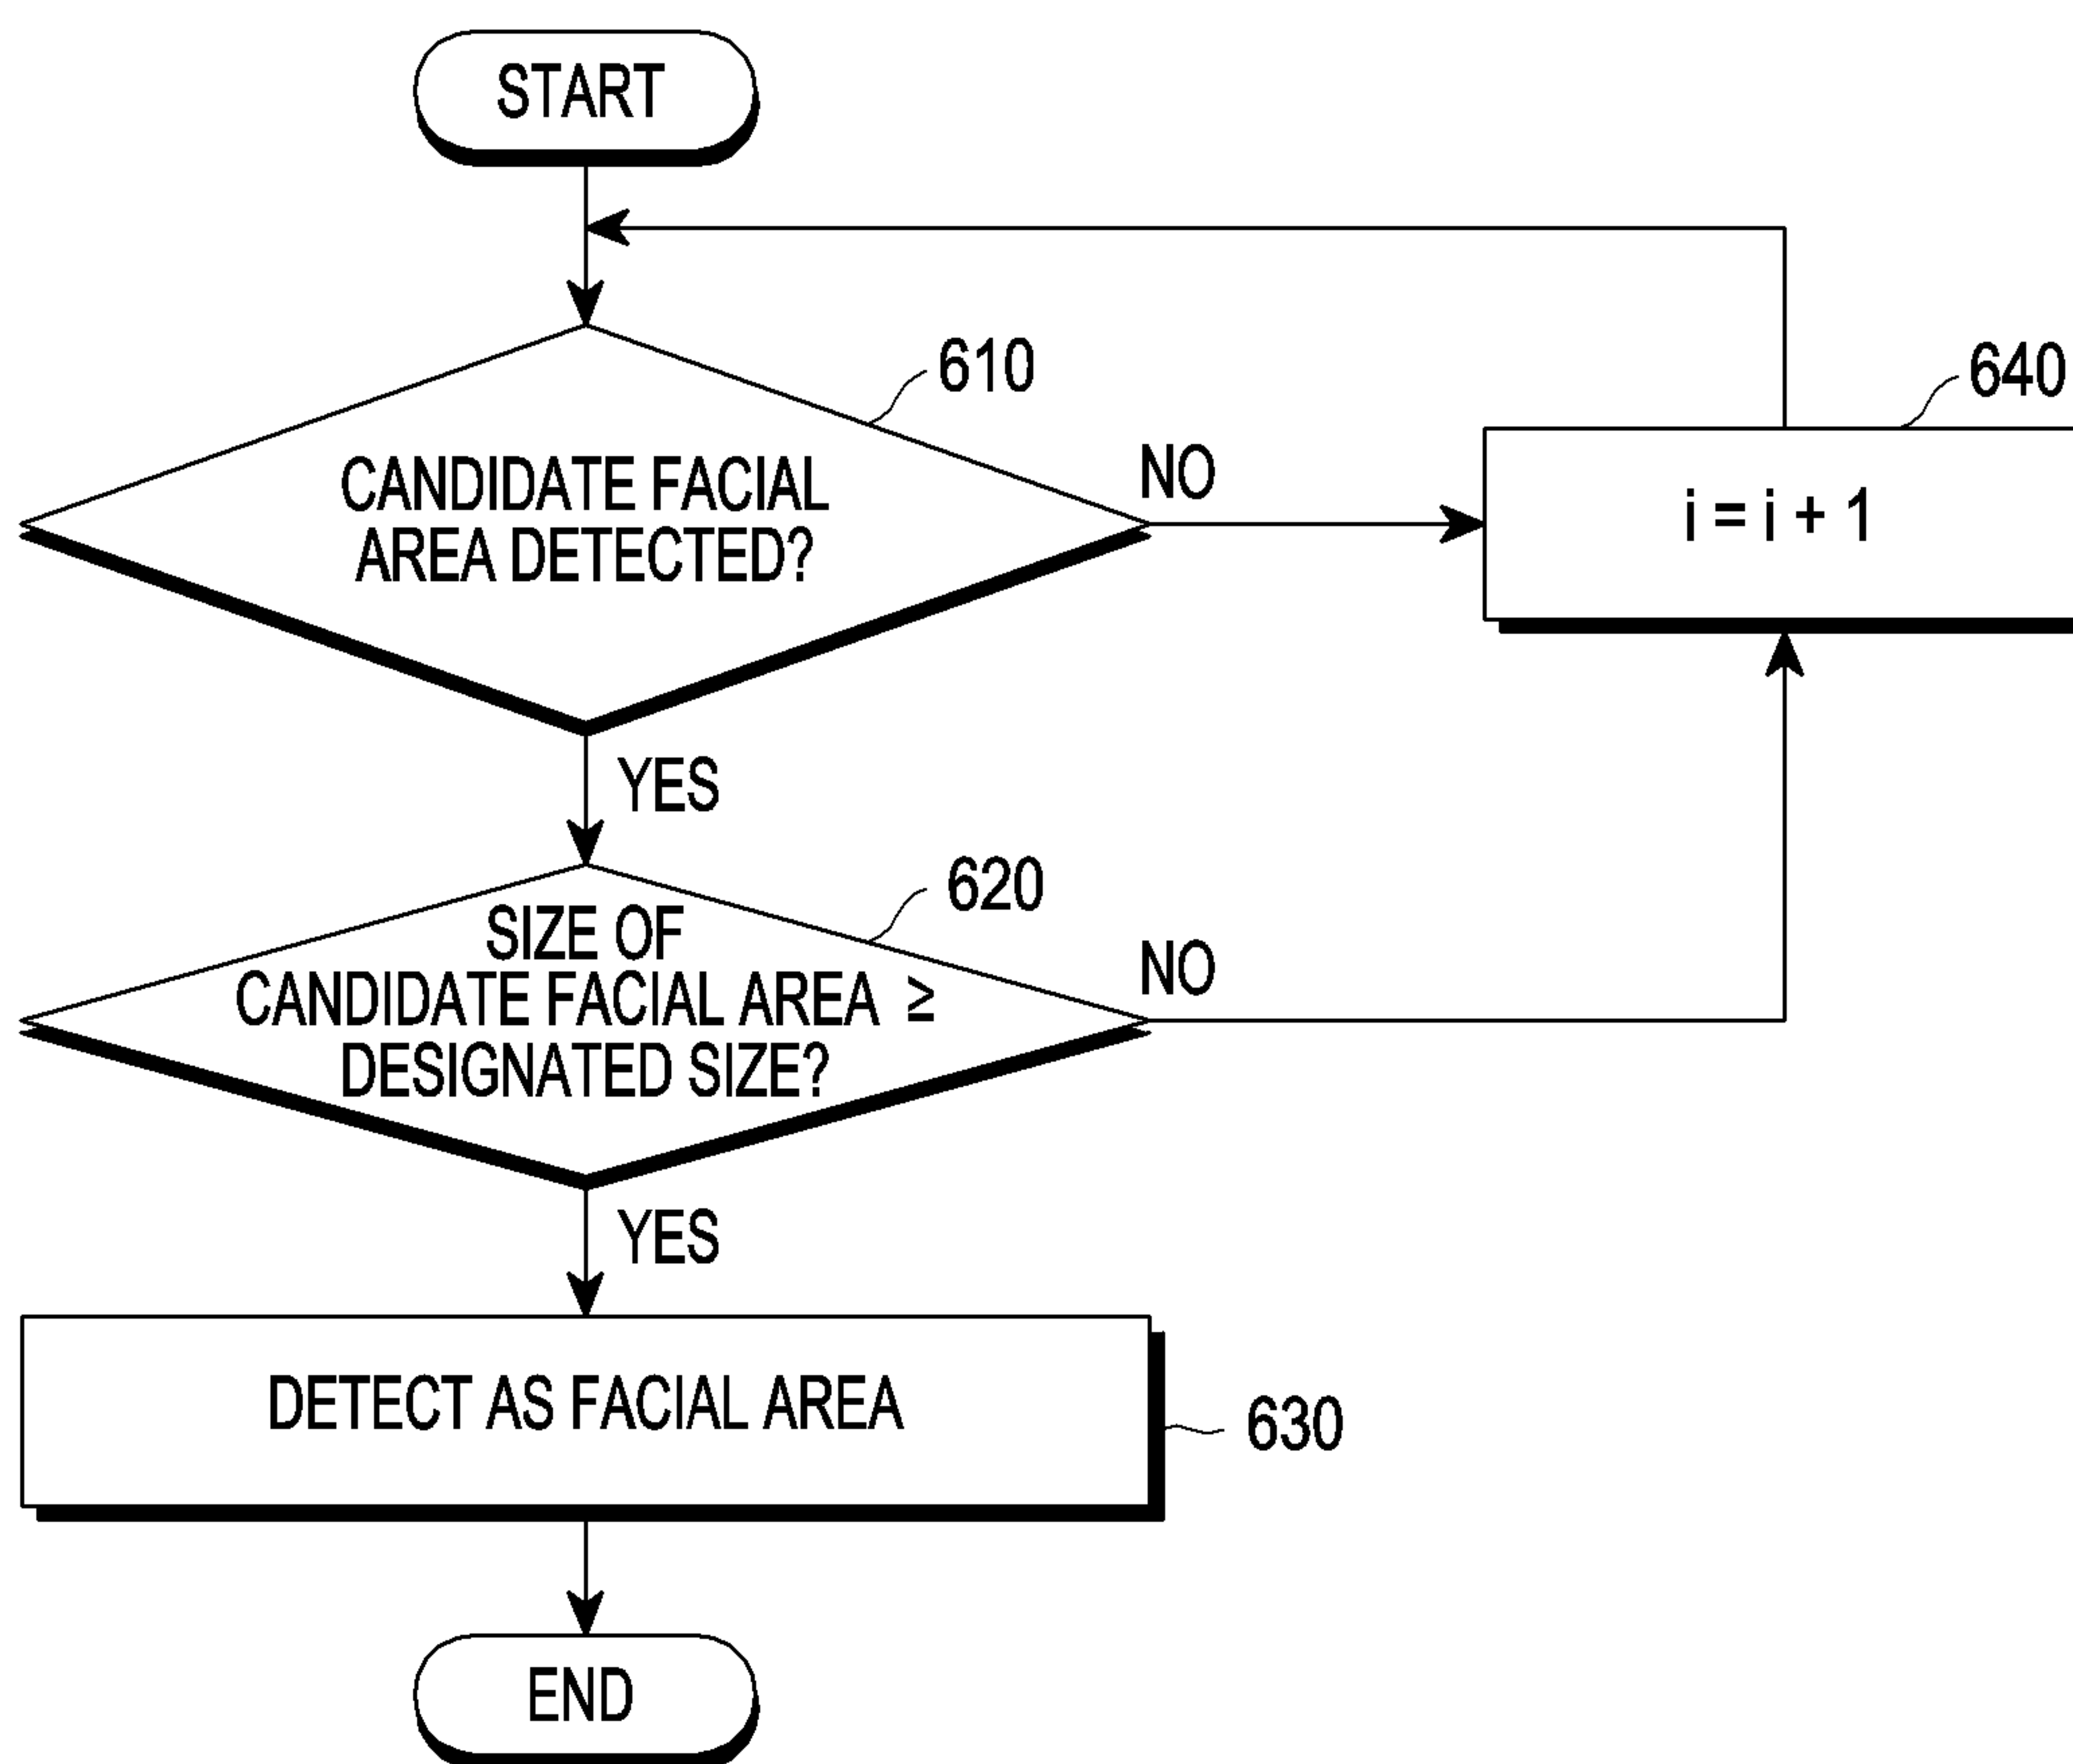 START
610
640
CANDIDATE FACIAL
AREA DETECTED?
NO
i = i + 1
YES
620
SIZE OF
CANDIDATE FACIAL AREA ≥
DESIGNATED SIZE?
NO
YES
DETECT AS FACIAL AREA
630
END